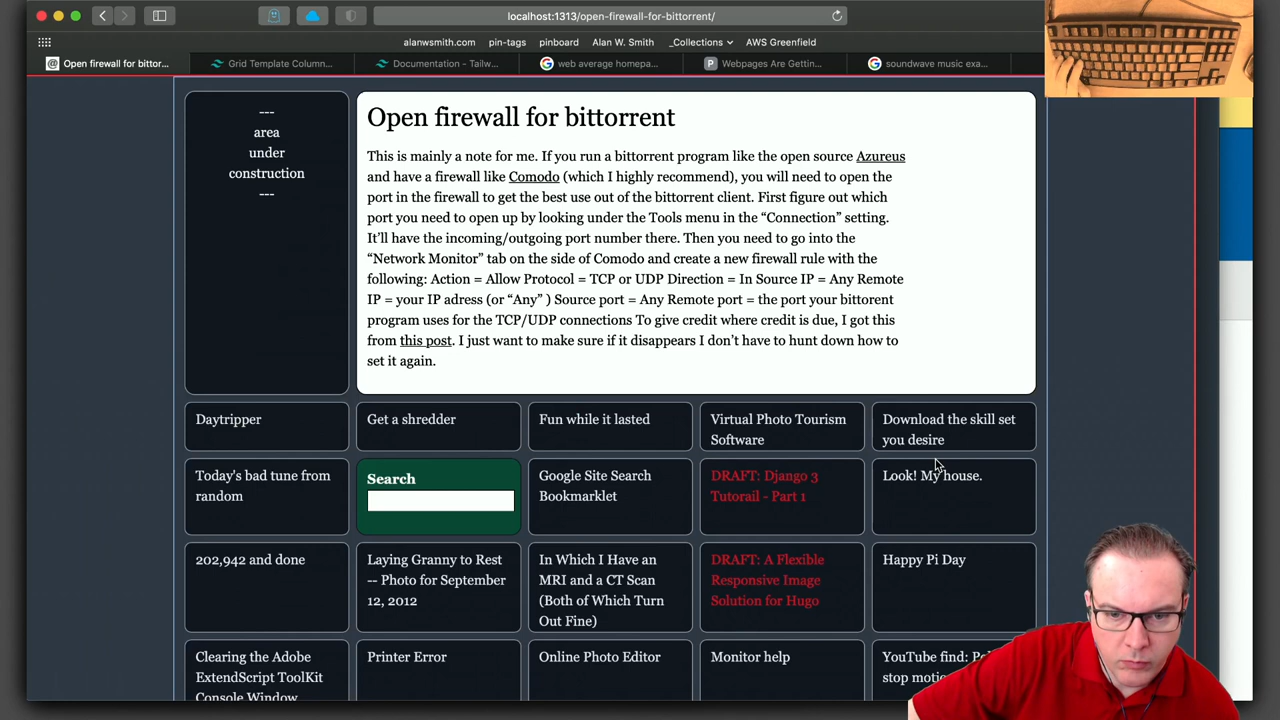 localhost:1313/open-firewall-for-bittorrent/
alanwsmith.com pin-tags pinboard Alan W. Smith _Collections AWS Greenfield
Open firewall for bittor...
Grid Template Column...
Documentation - Tailw...
web average homepa...
Webpages Are Gettin...
soundwave music exa...
---
area
under
construction
---
Open firewall for bittorrent
This is mainly a note for me. If you run a bittorrent program like the open source Azureus
and have a firewall like Comodo (which I highly recommend), you will need to open the
port in the firewall to get the best use out of the bittorrent client. First figure out which
port you need to open up by looking under the Tools menu in the “Connection” setting.
It’ll have the incoming/outgoing port number there. Then you need to go into the
“Network Monitor” tab on the side of Comodo and create a new firewall rule with the
following: Action = Allow Protocol = TCP or UDP Direction = In Source IP = Any Remote
IP = your IP adress (or “Any” ) Source port = Any Remote port = the port your bittorent
program uses for the TCP/UDP connections To give credit where credit is due, I got this
from this post. I just want to make sure if it disappears I don’t have to hunt down how to
set it again.
Daytripper
Get a shredder
Fun while it lasted
Virtual Photo Tourism
Software
Download the skill set
you desire
Today's bad tune from
random
Search
Google Site Search
Bookmarklet
DRAFT: Django 3
Tutorail - Part 1
Look! My house.
202,942 and done
Laying Granny to Rest
-- Photo for September
12, 2012
In Which I Have an
MRI and a CT Scan
(Both of Which Turn
Out Fine)
DRAFT: A Flexible
Responsive Image
Solution for Hugo
Happy Pi Day
Clearing the Adobe
ExtendScript ToolKit
Console Window
Printer Error
Online Photo Editor
Monitor help
YouTube find:
stop